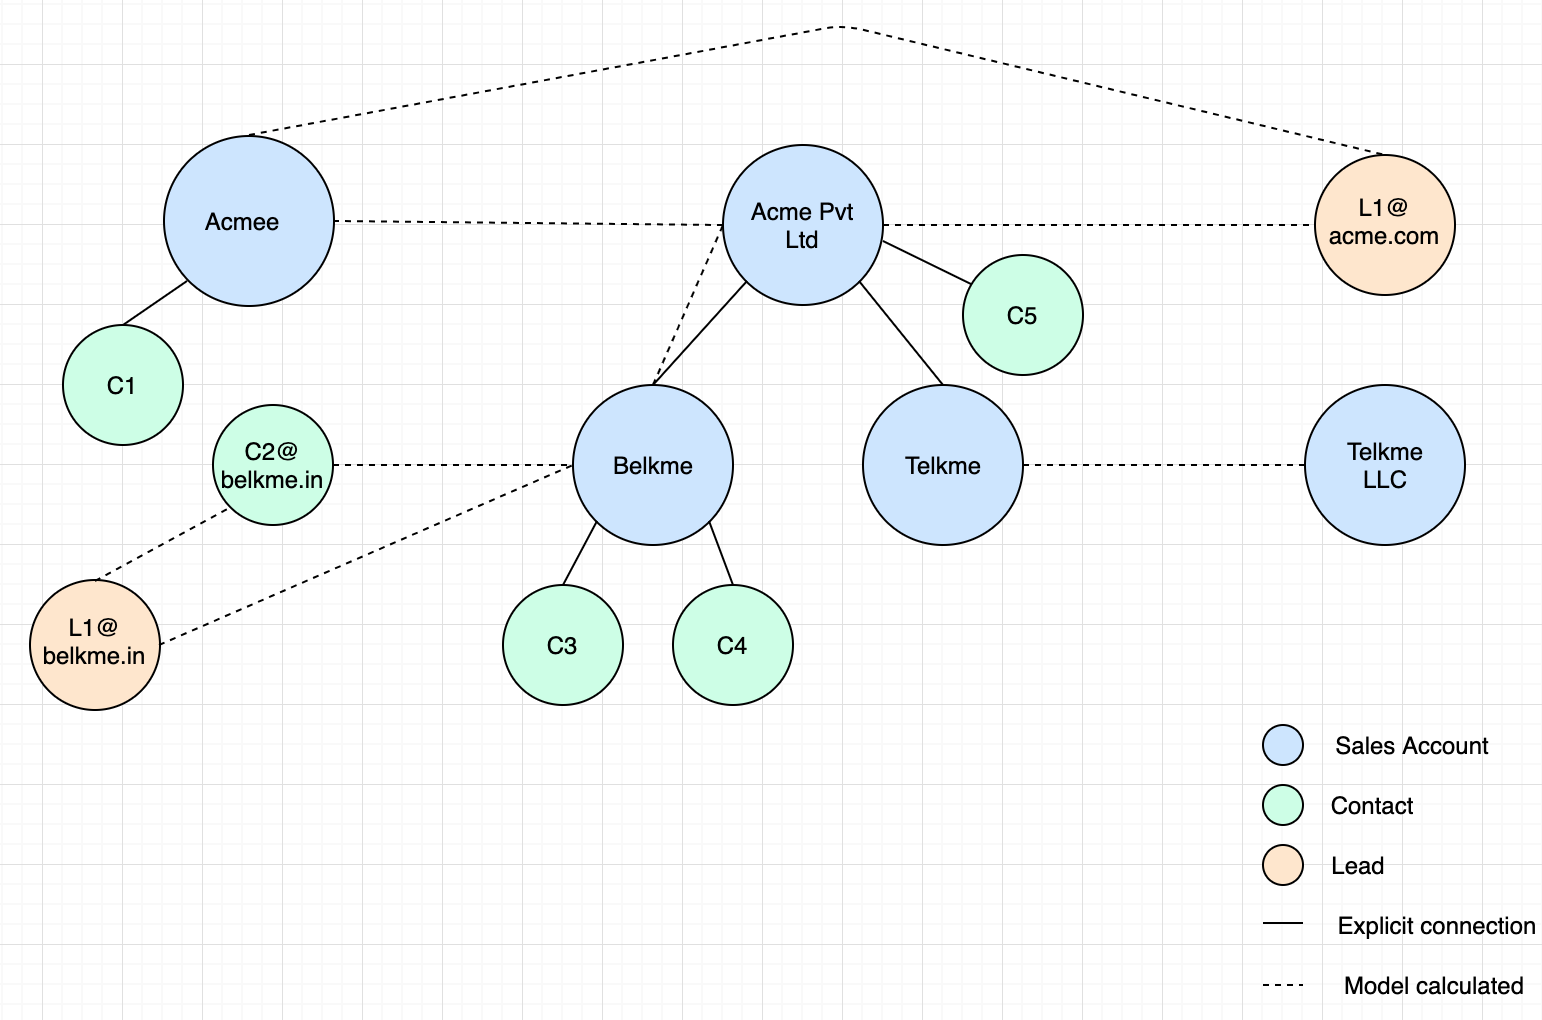 Acmee
Acme Pvt
Ltd
L1@
acme.com
C5
C1
C2@
belkme.in
Belkme
Telkme
Telkme
LLC
L1@
belkme.in
C3
C4
Sales Account
Contact
Lead
Explicit connection
Model calculated